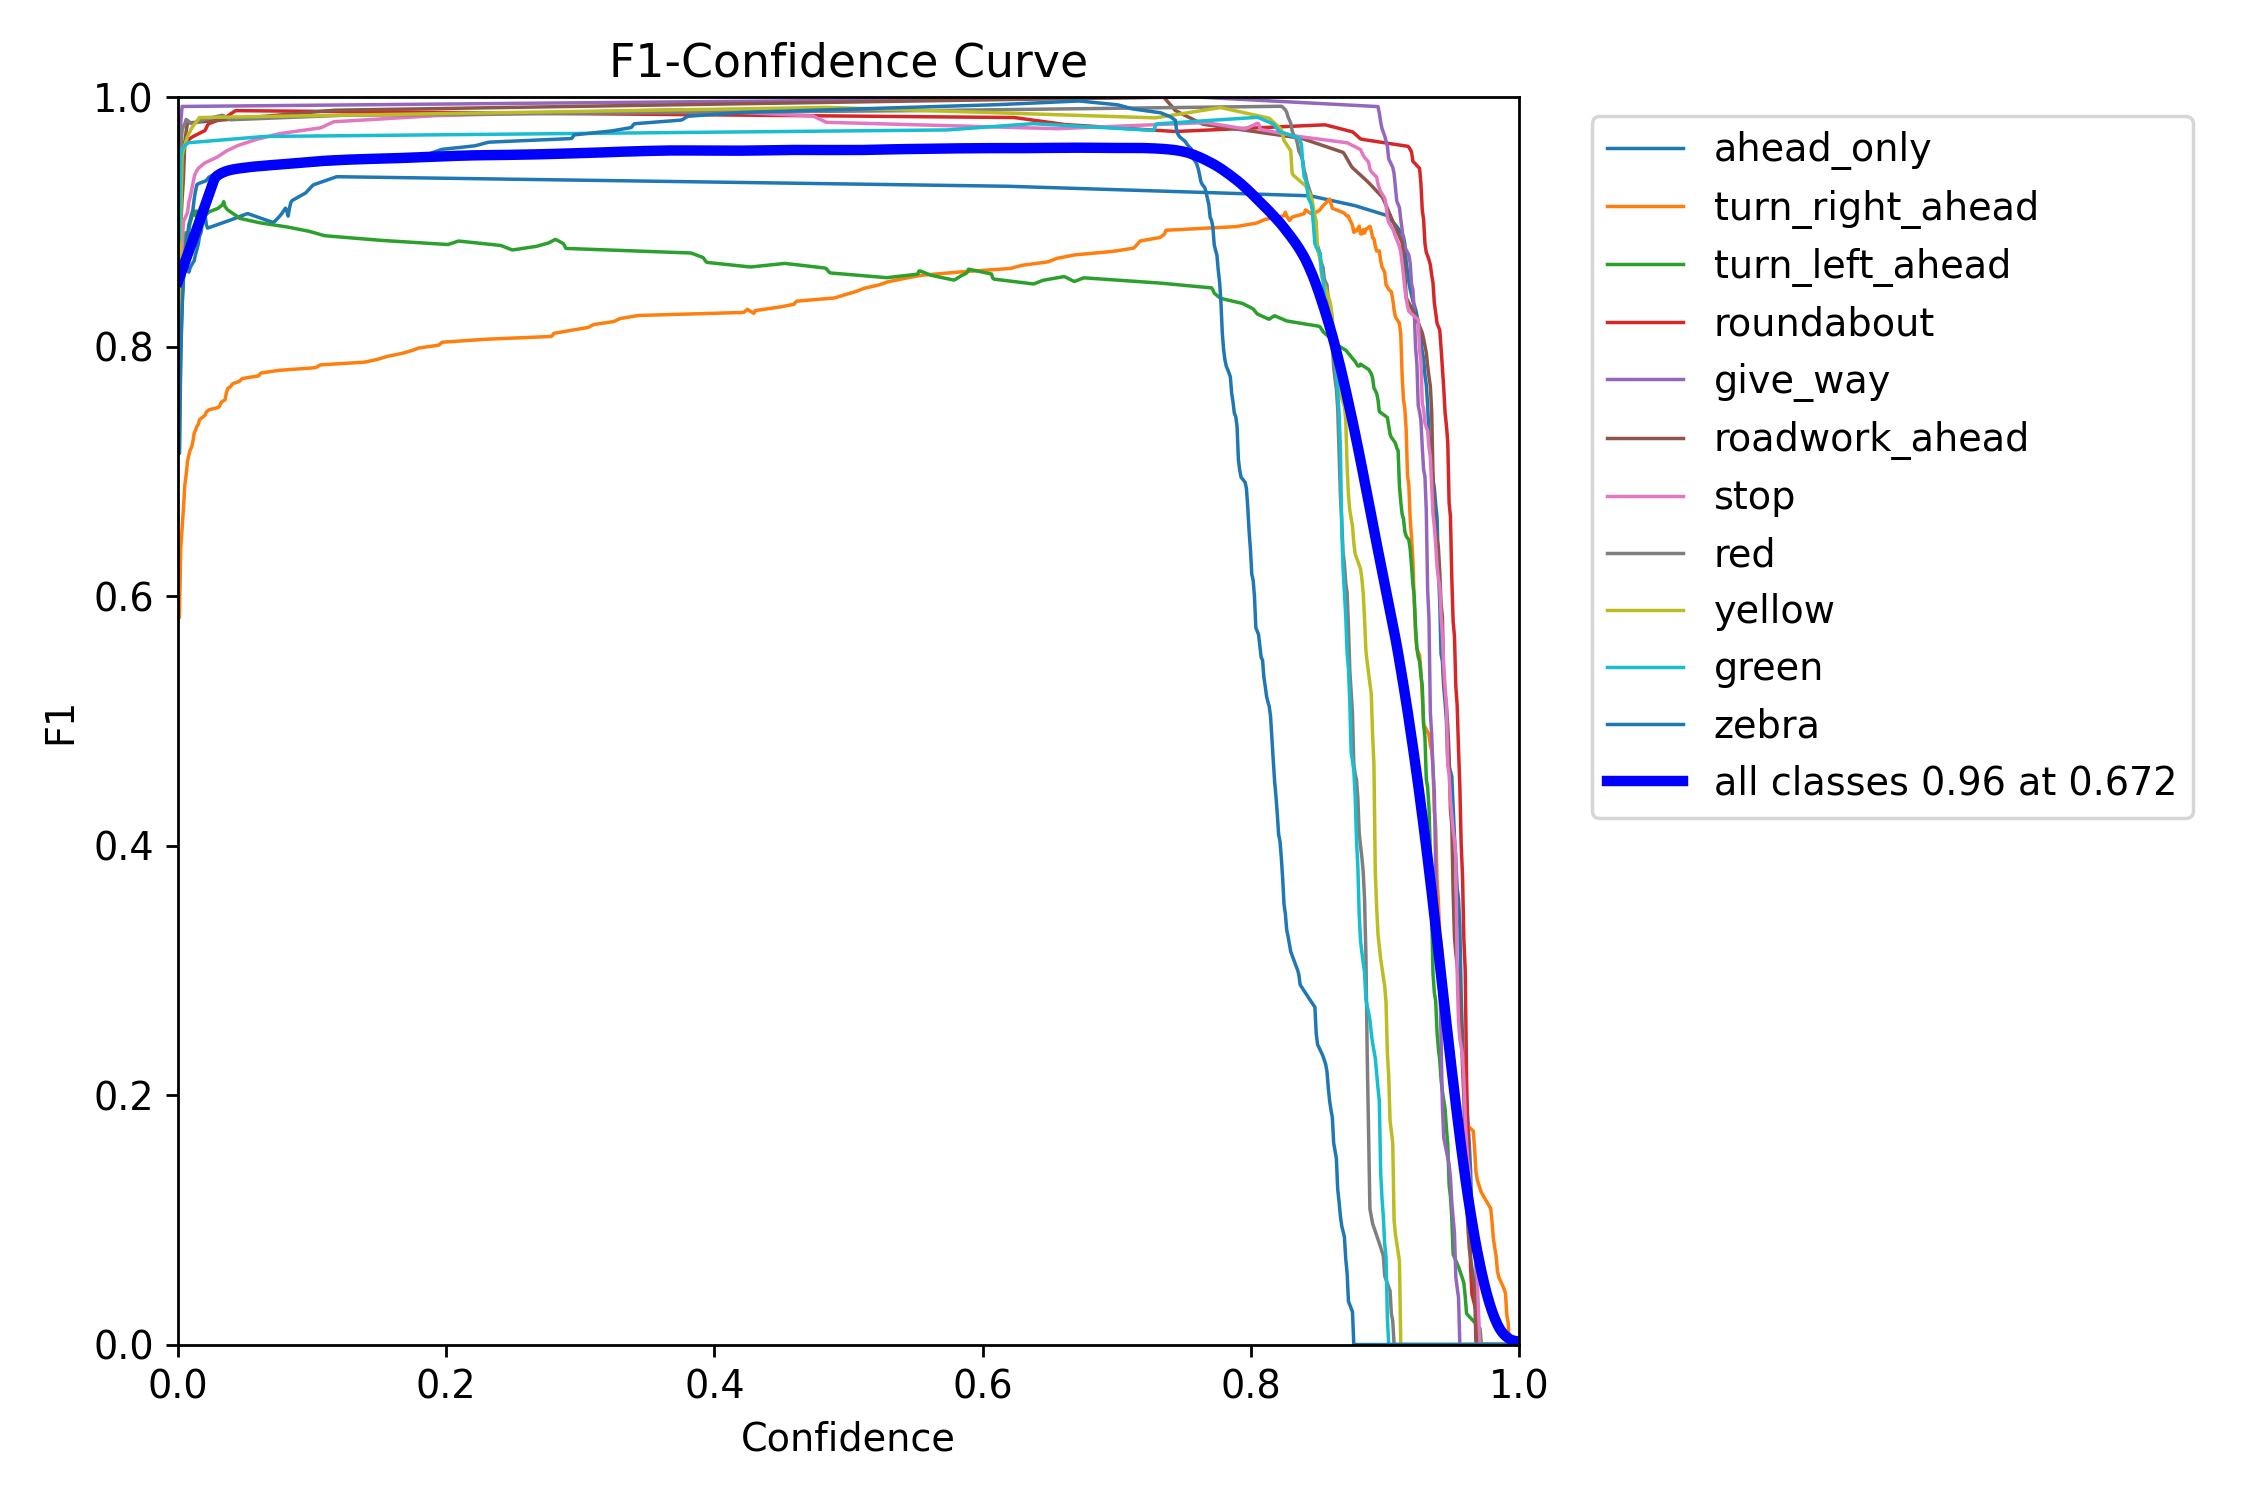 F1-Confidence Curve
1.0
0.8
0.6
0.4
0.2
0.0
F1
0.0 0.2 0.4 0.6 0.8 1.0
Confidence
ahead_only
turn_right_ahead
turn_left_ahead
roundabout
give_way
roadwork_ahead
stop
red
yellow
green
zebra
all classes 0.96 at 0.672